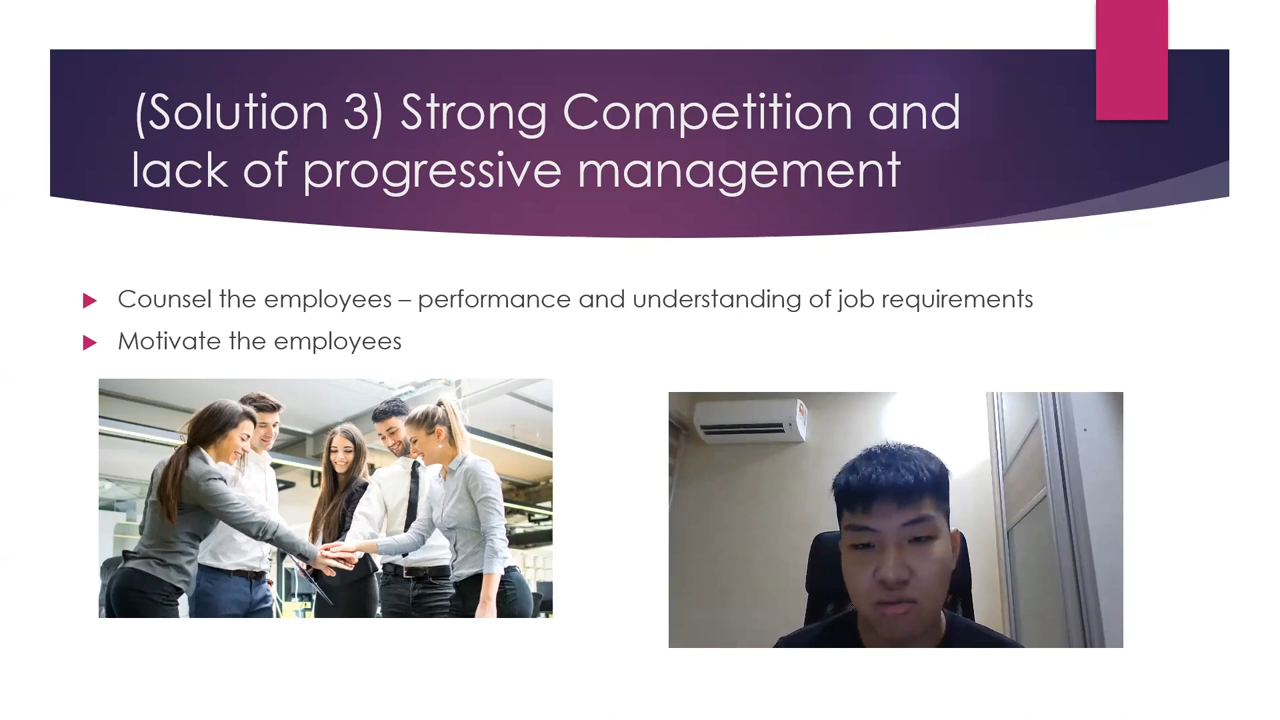 (Solution 3) Strong Competition and
lack of progressive management
Counsel the employees – performance and understanding of job requirements
Motivate the employees